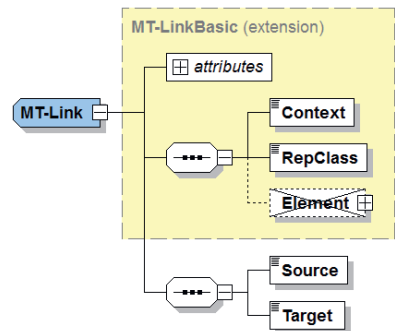 MT-LinkBasic (extension)
attributes
MT-Link
Context
RepClass
Element
Source
Target